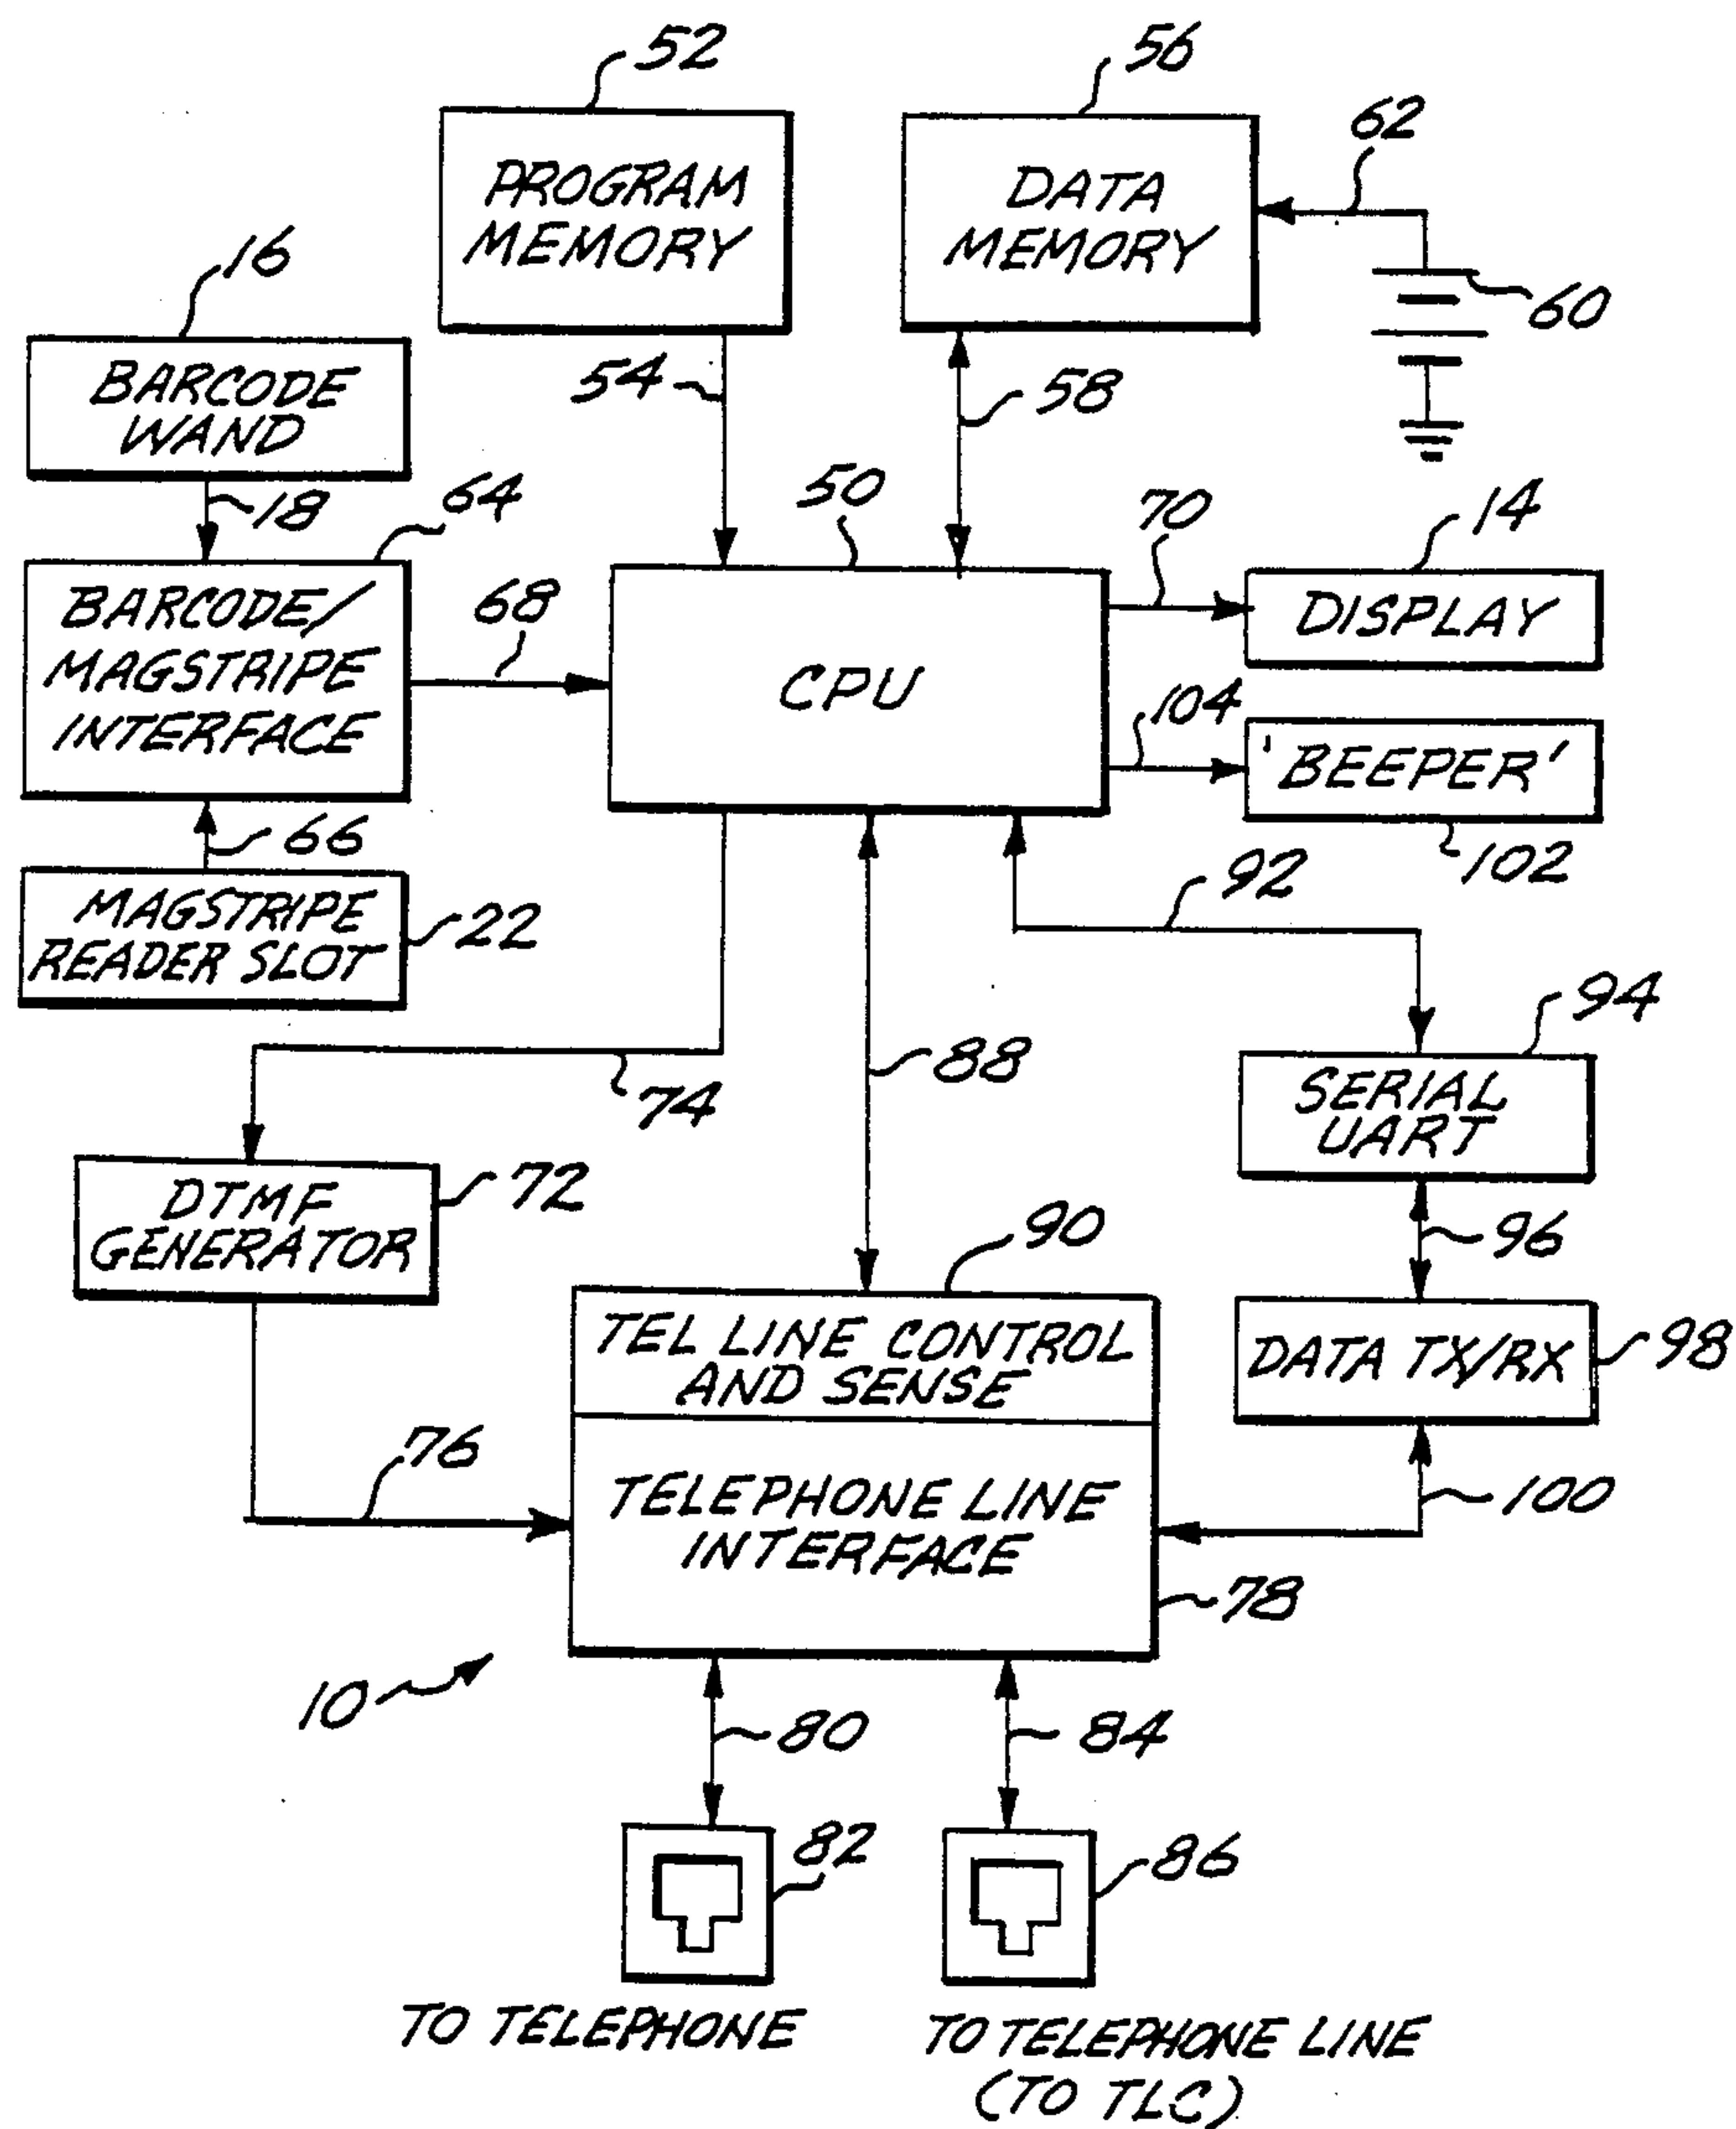 52
56
62
PROGRAM
MEMORY
DATA
MEMORY
16
60
BARCODE
WAND
54
58
18
64
50
70
14
BARCODE/
MAGSTRIPE
INTERFACE
68
CPU
DISPLAY
104
'BEEPER'
66
102
MAGSTRIPE
READER SLOT
22
92
94
88
74
SERIAL
UART
DTMF
GENERATOR
72
90
96
TEL LINE CONTROL
AND SENSE
DATA TX/RX
98
76
TELEPHONE LINE
INTERFACE
100
78
10
80
84
82
86
TO TELEPHONE
TO TELEPHONE LINE
(TO TLC)